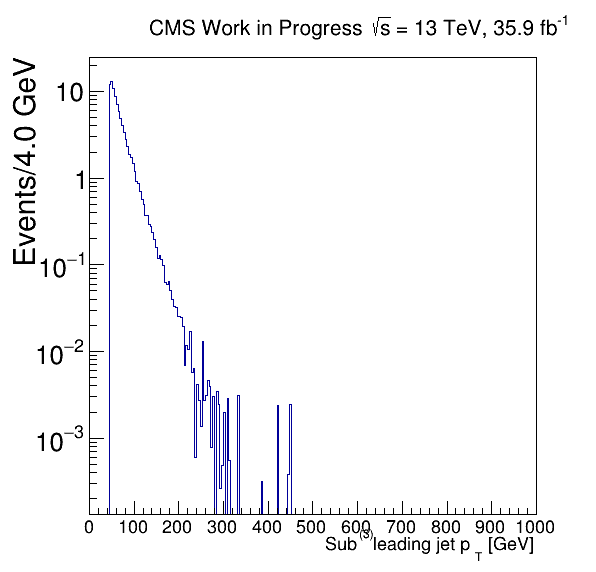 CMS Work in Progress √s = 13 TeV, 35.9 fb⁻¹
Events/4.0 GeV
10
1
10⁻¹
10⁻²
10⁻³
0 100 200 300 400 500 600 700 800 900 1000
Sub⁽³⁾leading jet p_T [GeV]